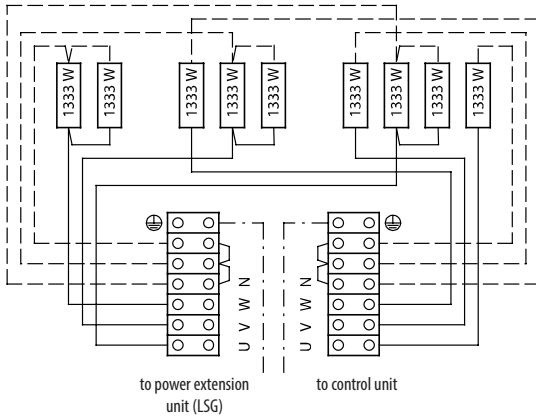 1333 W
1333 W
1333 W
1333 W
1333 W
1333 W
1333 W
1333 W
1333 W
U V W N
U V W N
to power extension
unit (LSG)
to control unit